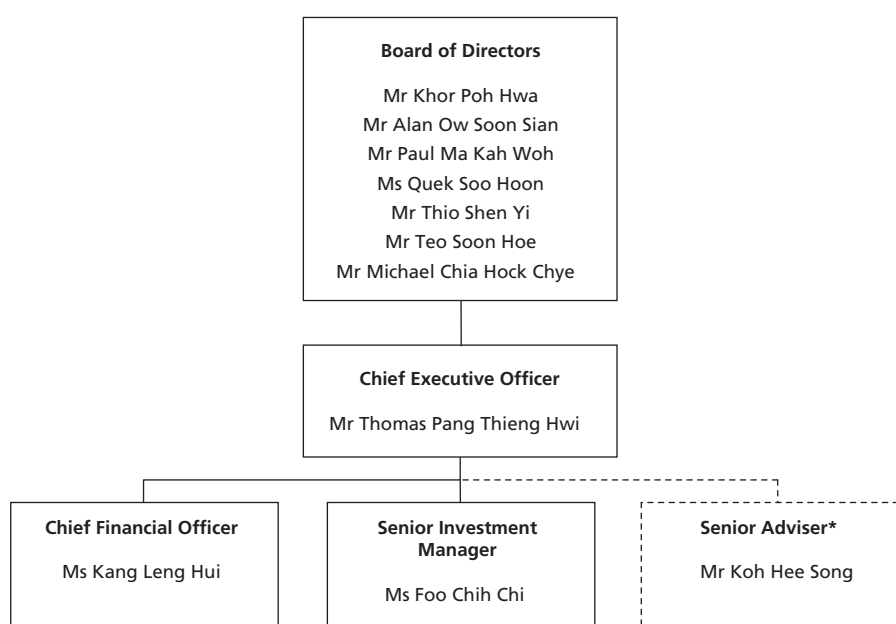 Board of Directors
Mr Khor Poh Hwa
Mr Alan Ow Soon Sian
Mr Paul Ma Kah Woh
Ms Quek Soo Hoon
Mr Thio Shen Yi
Mr Teo Soon Hoe
Mr Michael Chia Hock Chye
Chief Executive Officer
Mr Thomas Pang Thieng Hwi
Chief Financial Officer
Ms Kang Leng Hui
Senior Investment
Manager
Ms Foo Chih Chi
Senior Adviser*
Mr Koh Hee Song